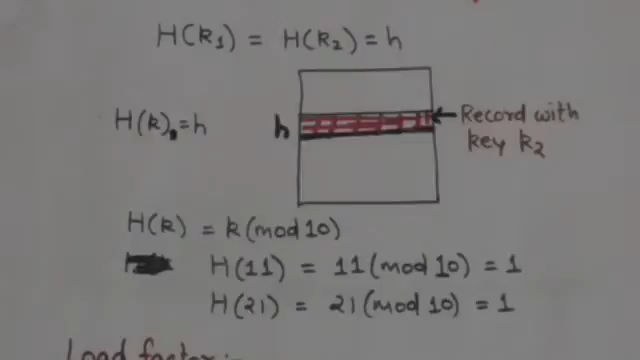 H(k1) = H(k2) = h
H(k) = h
h
Record with
key k2
H(k) = k (mod 10)
H(11) = 11 (mod 10) = 1
H(21) = 21 (mod 10) = 1
Load factor :-